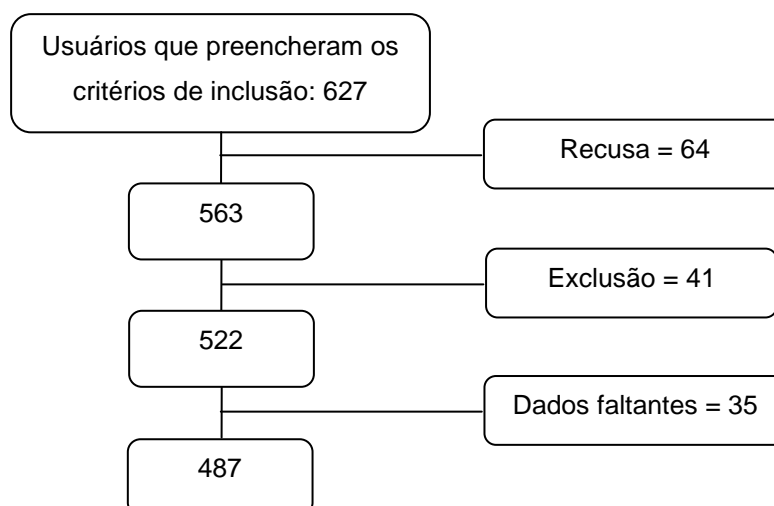 Usuários que preencheram os
critérios de inclusão: 627
Recusa = 64
563
Exclusão = 41
522
Dados faltantes = 35
487